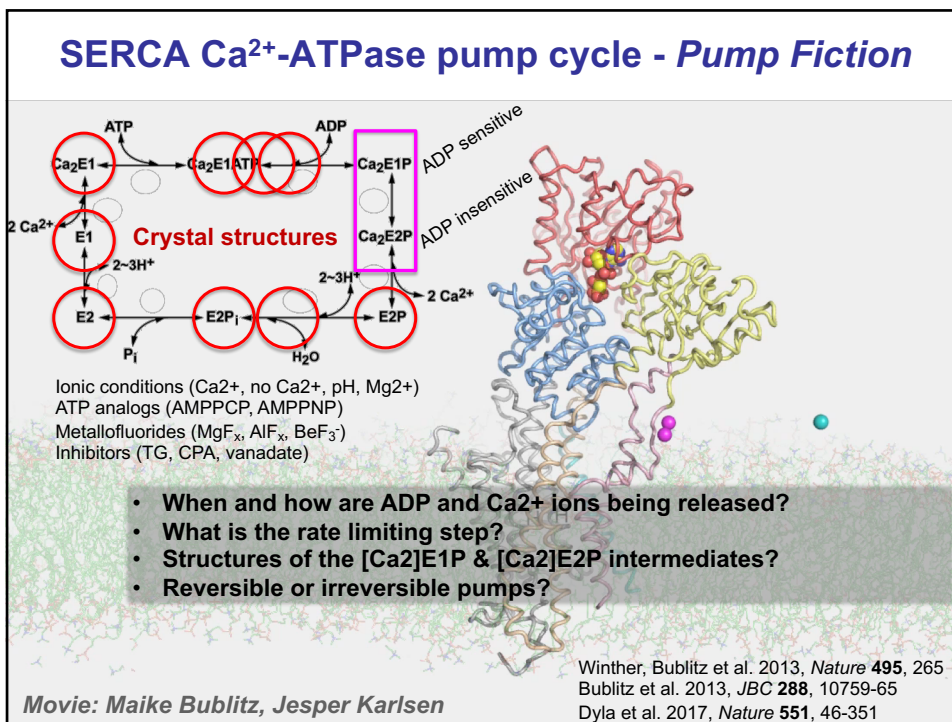 SERCA Ca²⁺-ATPase pump cycle - Pump Fiction
ATP
ADP
Ca₂E1
Ca₂E1ATP
Ca₂E1P
ADP sensitive
2 Ca²⁺
E1
Crystal structures
Ca₂E2P
ADP insensitive
2~3H⁺
2~3H⁺
2 Ca²⁺
E2
E2Pᵢ
E2P
Pᵢ
H₂O
Ionic conditions (Ca2+, no Ca2+, pH, Mg2+)
ATP analogs (AMPPCP, AMPPNP)
Metallofluorides (MgFₓ, AlFₓ, BeF₃⁻)
Inhibitors (TG, CPA, vanadate)
• When and how are ADP and Ca2+ ions being released?
• What is the rate limiting step?
• Structures of the [Ca2]E1P & [Ca2]E2P intermediates?
• Reversible or irreversible pumps?
Winther, Bublitz et al. 2013, Nature 495, 265
Bublitz et al. 2013, JBC 288, 10759-65
Dyla et al. 2017, Nature 551, 46-351
Movie: Maike Bublitz, Jesper Karlsen